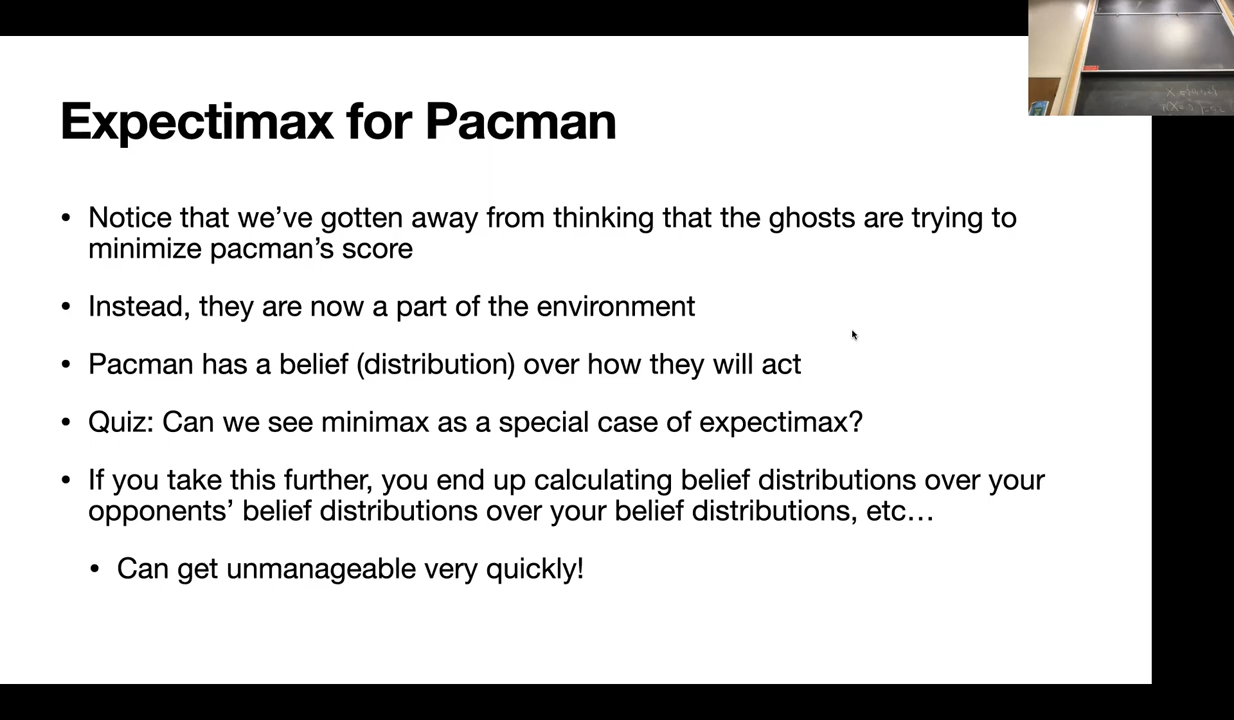 Expectimax for Pacman
• Notice that we've gotten away from thinking that the ghosts are trying to
minimize pacman's score
• Instead, they are now a part of the environment
• Pacman has a belief (distribution) over how they will act
• Quiz: Can we see minimax as a special case of expectimax?
• If you take this further, you end up calculating belief distributions over your
opponents' belief distributions over your belief distributions, etc…
• Can get unmanageable very quickly!